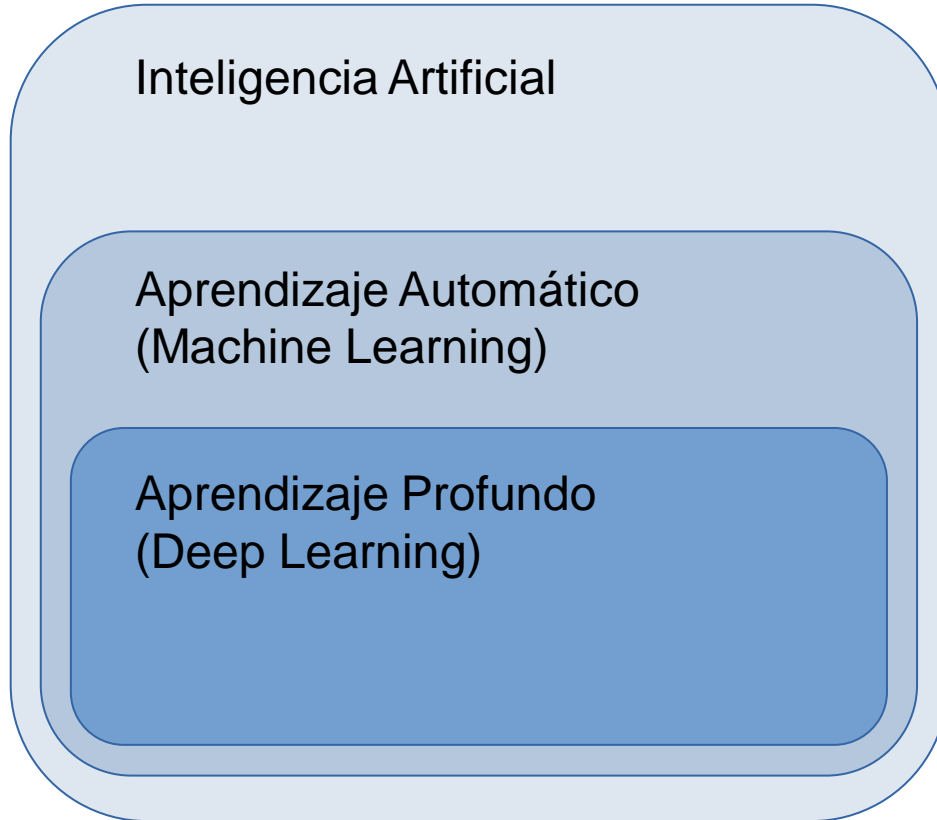 Inteligencia Artificial
Aprendizaje Automático
(Machine Learning)
Aprendizaje Profundo
(Deep Learning)